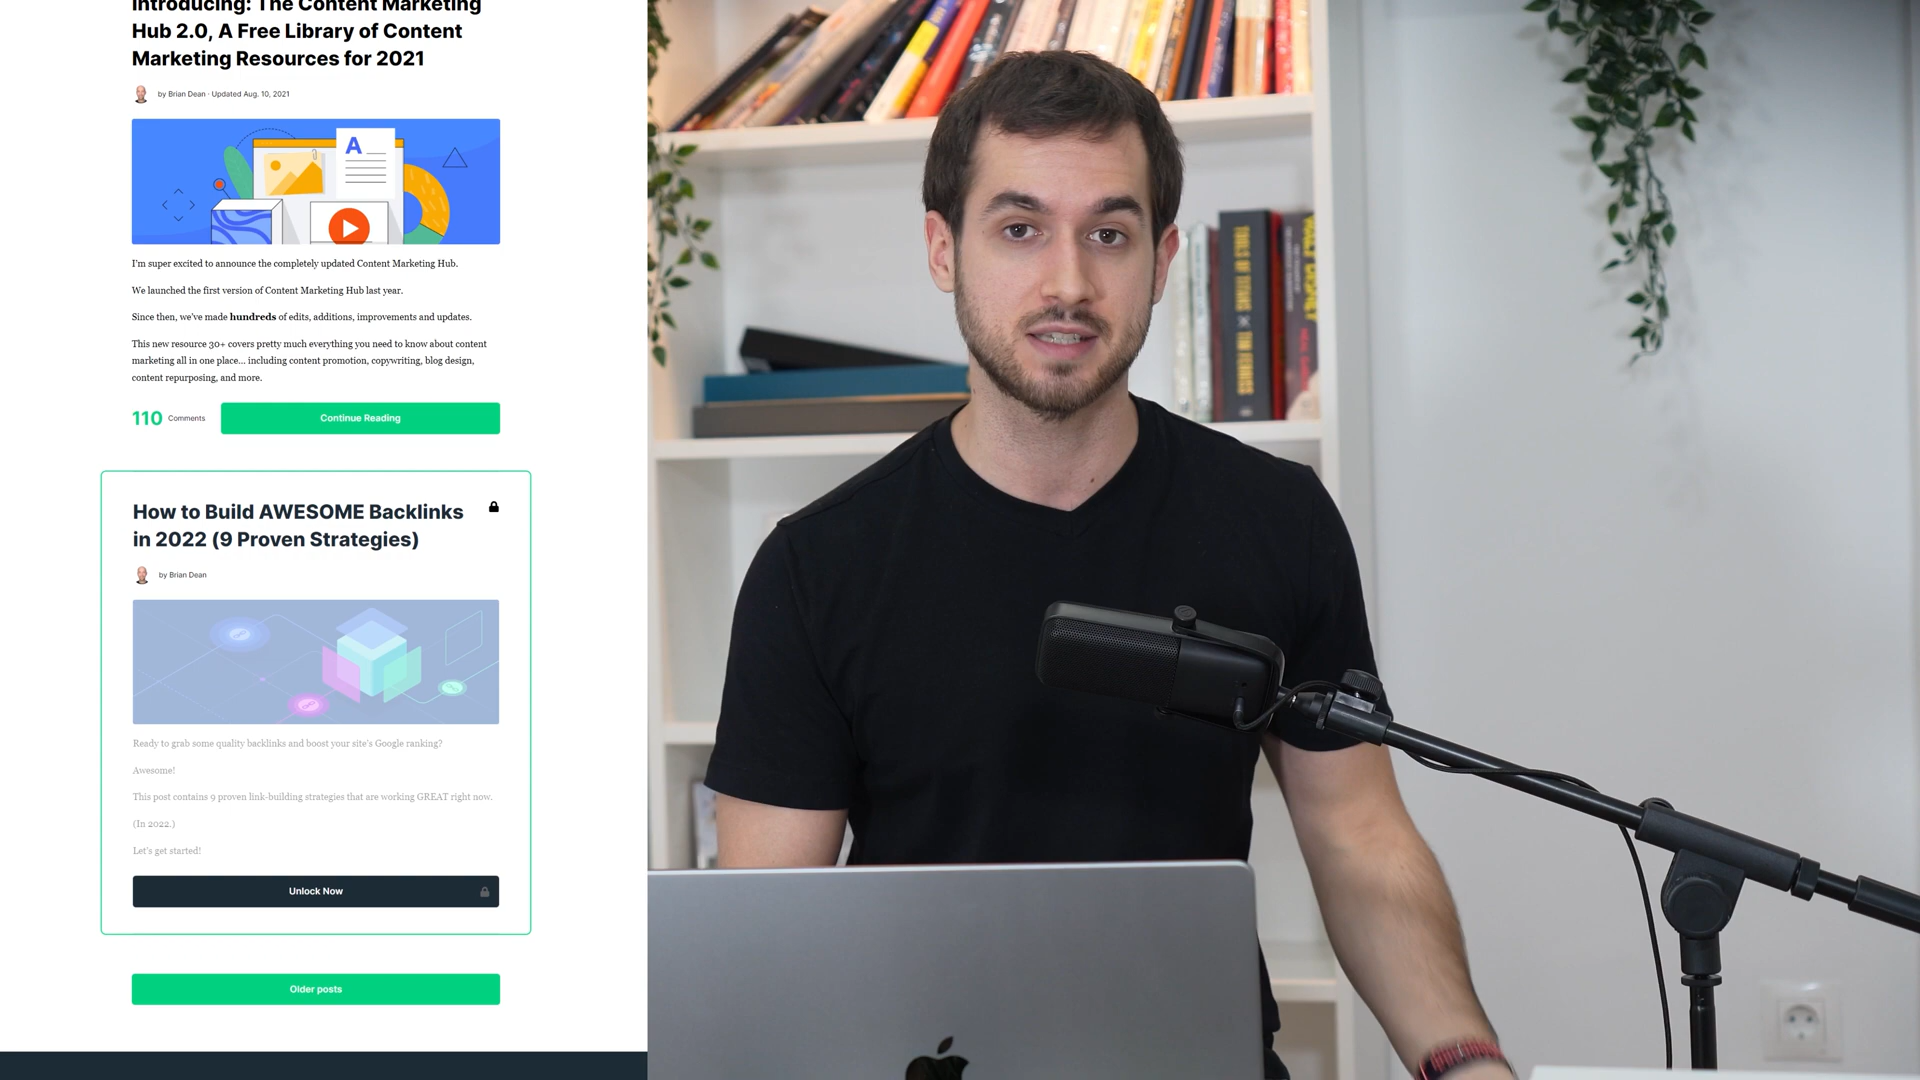 Introducing: The Content Marketing
Hub 2.0, A Free Library of Content
Marketing Resources for 2021
by Brian Dean · Updated Aug. 10, 2021
A
I'm super excited to announce the completely updated Content Marketing Hub.
We launched the first version of Content Marketing Hub last year.
Since then, we've made hundreds of edits, additions, improvements and updates.
This new resource 30+ covers pretty much everything you need to know about content
marketing all in one place... including content promotion, copywriting, blog design,
content repurposing, and more.
110 Comments
Continue Reading
How to Build AWESOME Backlinks
in 2022 (9 Proven Strategies)
by Brian Dean
Ready to grab some quality backlinks and boost your site's Google ranking?
Awesome!
This post contains 9 proven link-building strategies that are working GREAT right now.
(In 2022.)
Let's get started!
Unlock Now
Older posts
TOOLS OF TITANS
TIM FERRISS
WALT DISNEY